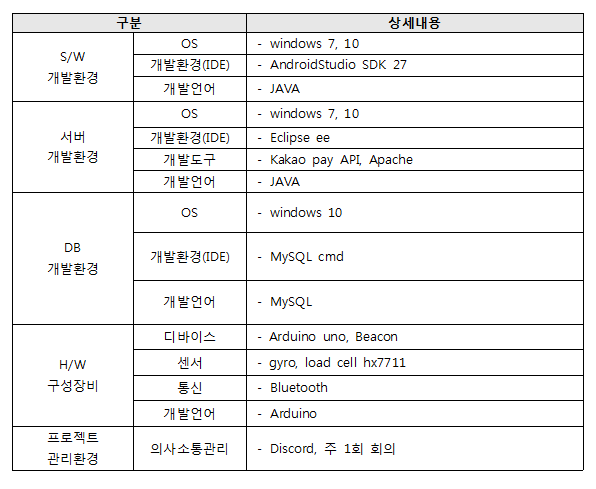 구분 상세내용
S/W
개발환경
OS - windows 7, 10
개발환경(IDE) - AndroidStudio SDK 27
개발언어 - JAVA
서버
개발환경
OS - windows 7, 10
개발환경(IDE) - Eclipse ee
개발도구 - Kakao pay API, Apache
개발언어 - JAVA
DB
개발환경
OS - windows 10
개발환경(IDE) - MySQL cmd
개발언어 - MySQL
H/W
구성장비
디바이스 - Arduino uno, Beacon
센서 - gyro, load cell hx7711
통신 - Bluetooth
개발언어 - Arduino
프로젝트
관리환경
의사소통관리 - Discord, 주 1회 회의